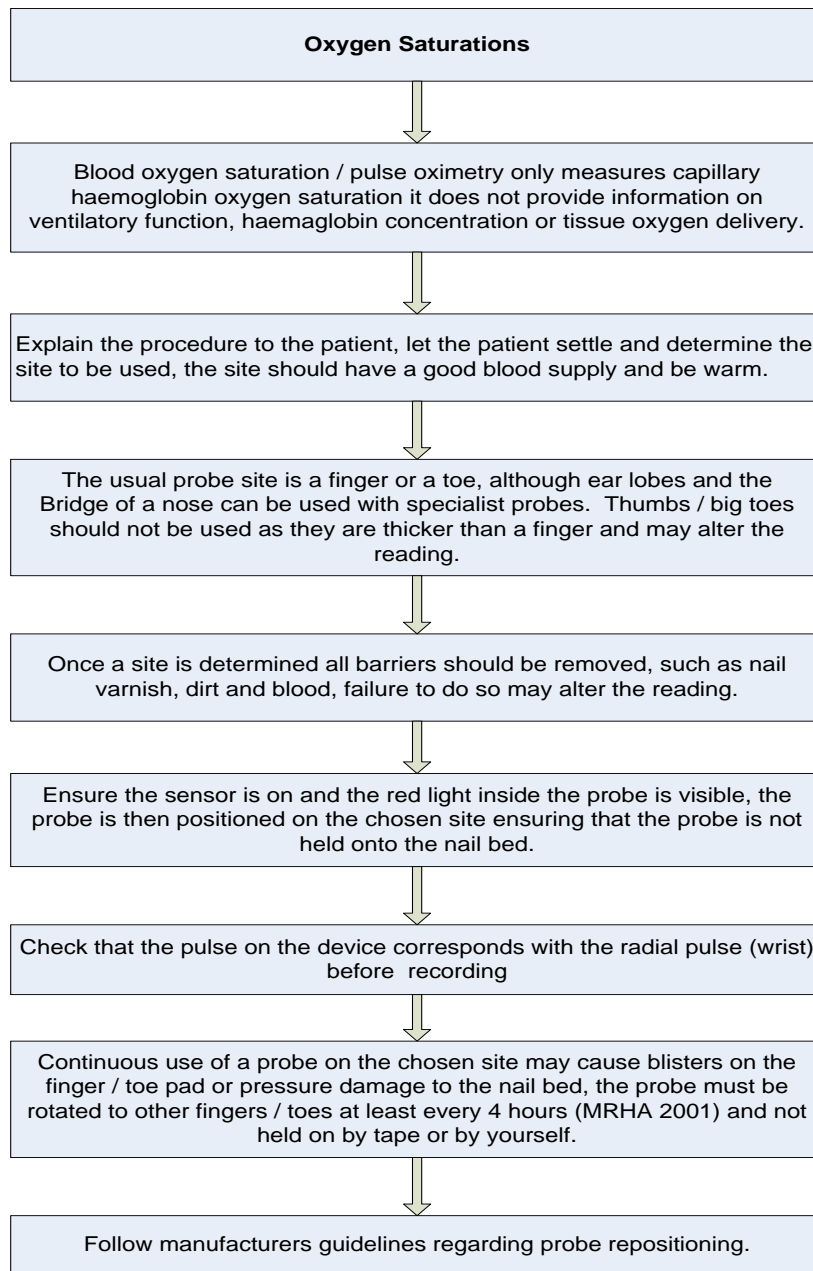 Oxygen Saturations
Blood oxygen saturation / pulse oximetry only measures capillary
haemoglobin oxygen saturation it does not provide information on
ventilatory function, haemaglobin concentration or tissue oxygen delivery.
Explain the procedure to the patient, let the patient settle and determine the
site to be used, the site should have a good blood supply and be warm.
The usual probe site is a finger or a toe, although ear lobes and the
Bridge of a nose can be used with specialist probes.  Thumbs / big toes
should not be used as they are thicker than a finger and may alter the
reading.
Once a site is determined all barriers should be removed, such as nail
varnish, dirt and blood, failure to do so may alter the reading.
Ensure the sensor is on and the red light inside the probe is visible, the
probe is then positioned on the chosen site ensuring that the probe is not
held onto the nail bed.
Check that the pulse on the device corresponds with the radial pulse (wrist)
before  recording
Continuous use of a probe on the chosen site may cause blisters on the
finger / toe pad or pressure damage to the nail bed, the probe must be
rotated to other fingers / toes at least every 4 hours (MRHA 2001) and not
held on by tape or by yourself.
Follow manufacturers guidelines regarding probe repositioning.